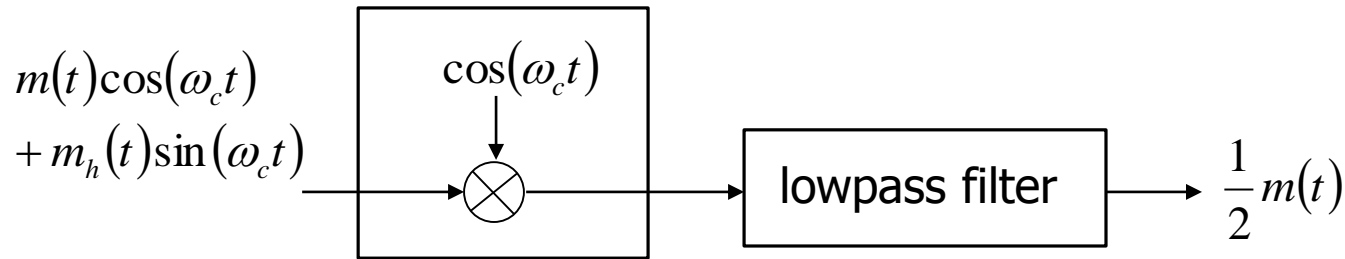 m(t)cos(ω_c t)
+ m_h(t)sin(ω_c t)
cos(ω_c t)
lowpass filter
1/2 m(t)